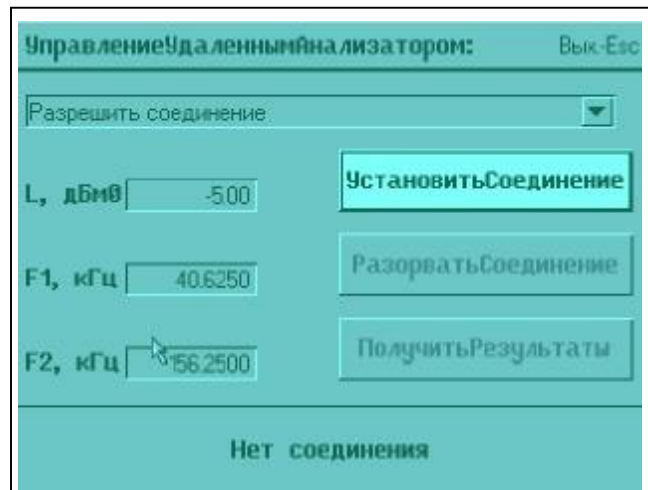 УправлениеУдаленнымАнализатором: Вык-Esc
Разрешить соединение
L, дБм0 -5.00 УстановитьСоединение
F1, кГц 40.6250 РазорватьСоединение
F2, кГц 156.2500 ПолучитьРезультаты
Нет соединения